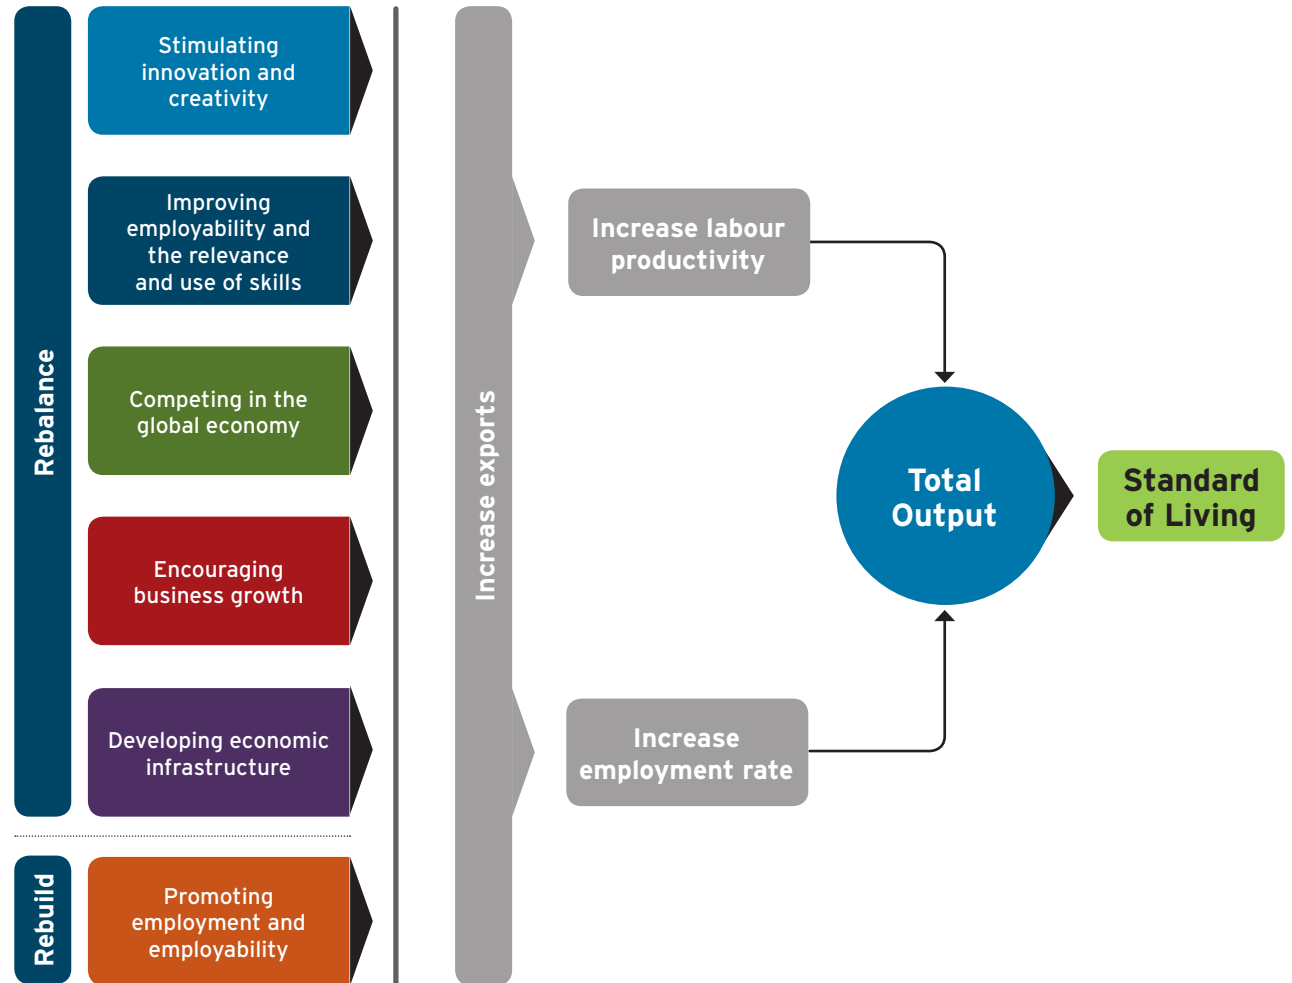 Rebalance
Stimulating
innovation and
creativity
Improving
employability and
the relevance
and use of skills
Competing in the
global economy
Encouraging
business growth
Developing economic
infrastructure
Rebuild
Promoting
employment and
employability
Increase exports
Increase labour
productivity
Increase
employment rate
Total
Output
Standard
of Living